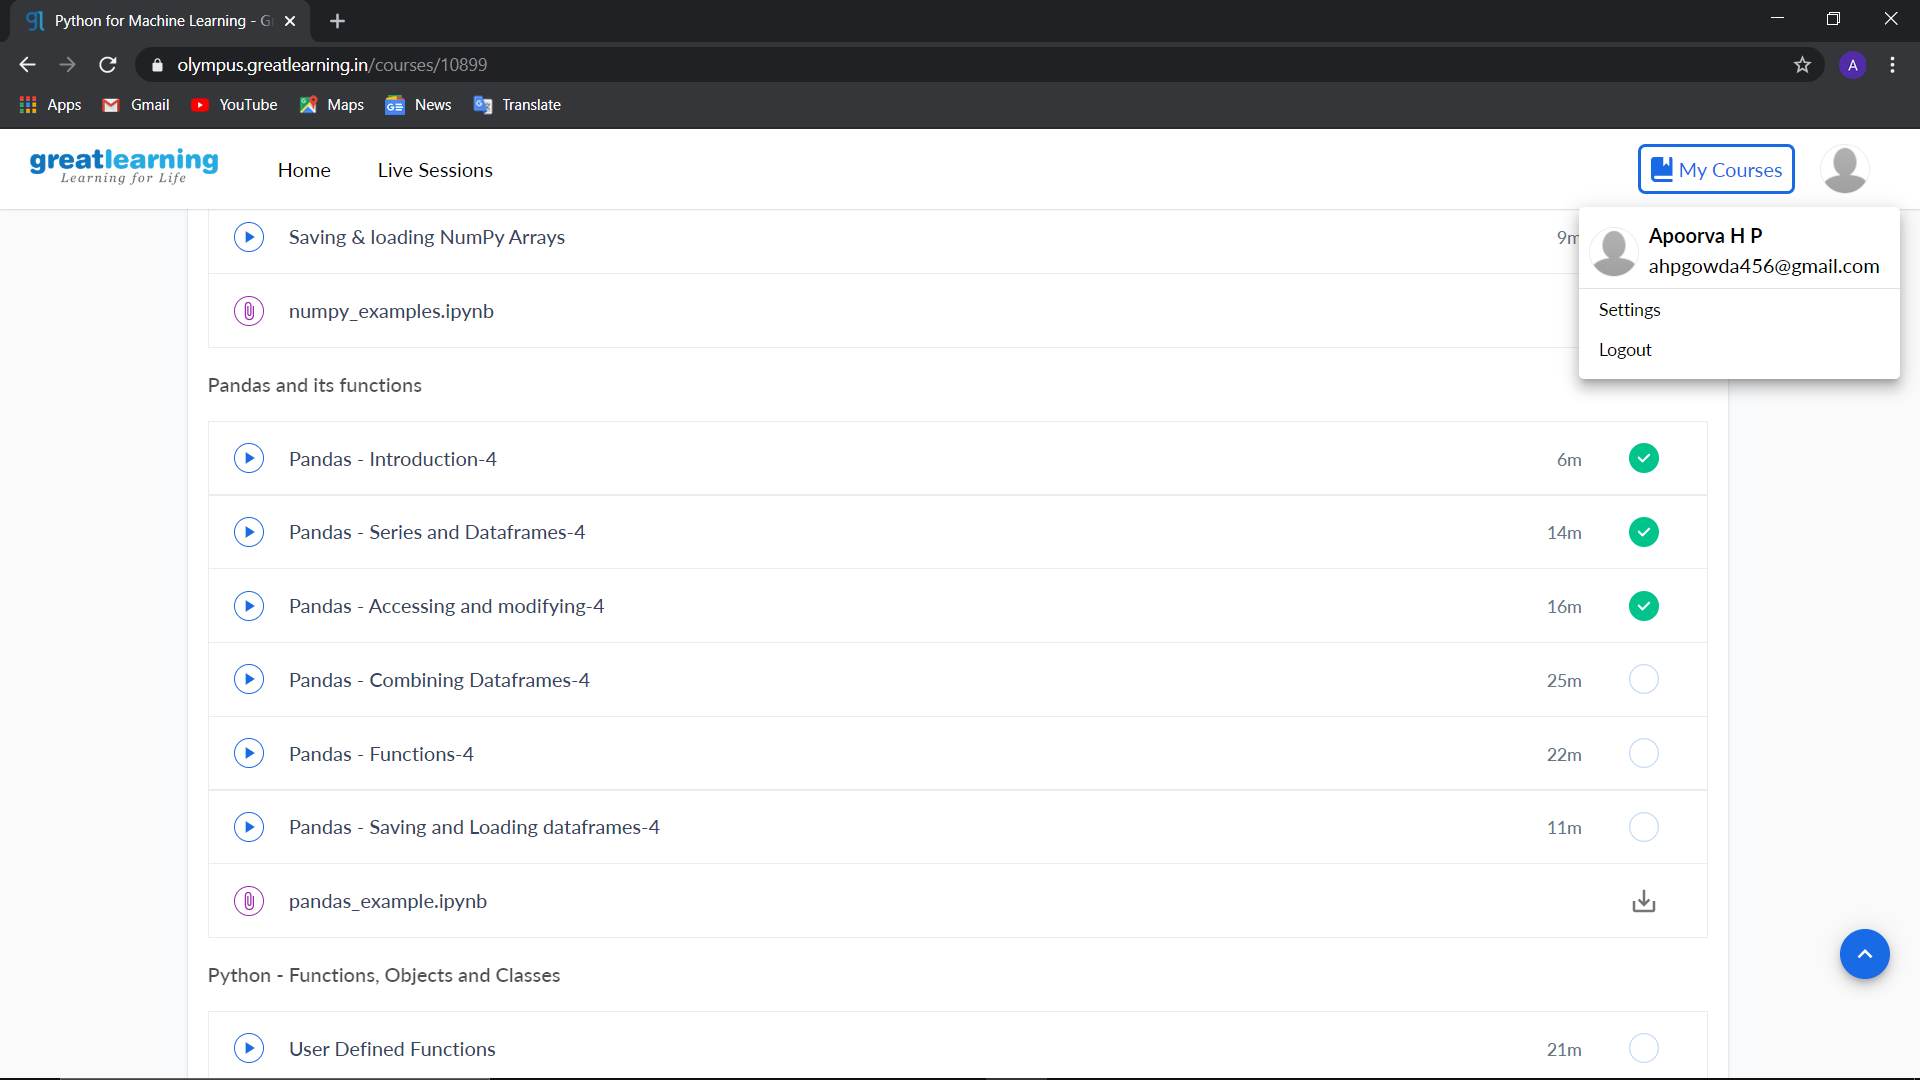 Python for Machine Learning - G
olympus.greatlearning.in/courses/10899
A
Apps Gmail YouTube Maps News Translate
greatlearning
Learning for Life
Home Live Sessions My Courses
Apoorva H P
ahpgowda456@gmail.com
Settings
Logout
Saving & loading NumPy Arrays 9m
numpy_examples.ipynb
Pandas and its functions
Pandas - Introduction-4 6m
Pandas - Series and Dataframes-4 14m
Pandas - Accessing and modifying-4 16m
Pandas - Combining Dataframes-4 25m
Pandas - Functions-4 22m
Pandas - Saving and Loading dataframes-4 11m
pandas_example.ipynb
Python - Functions, Objects and Classes
User Defined Functions 21m